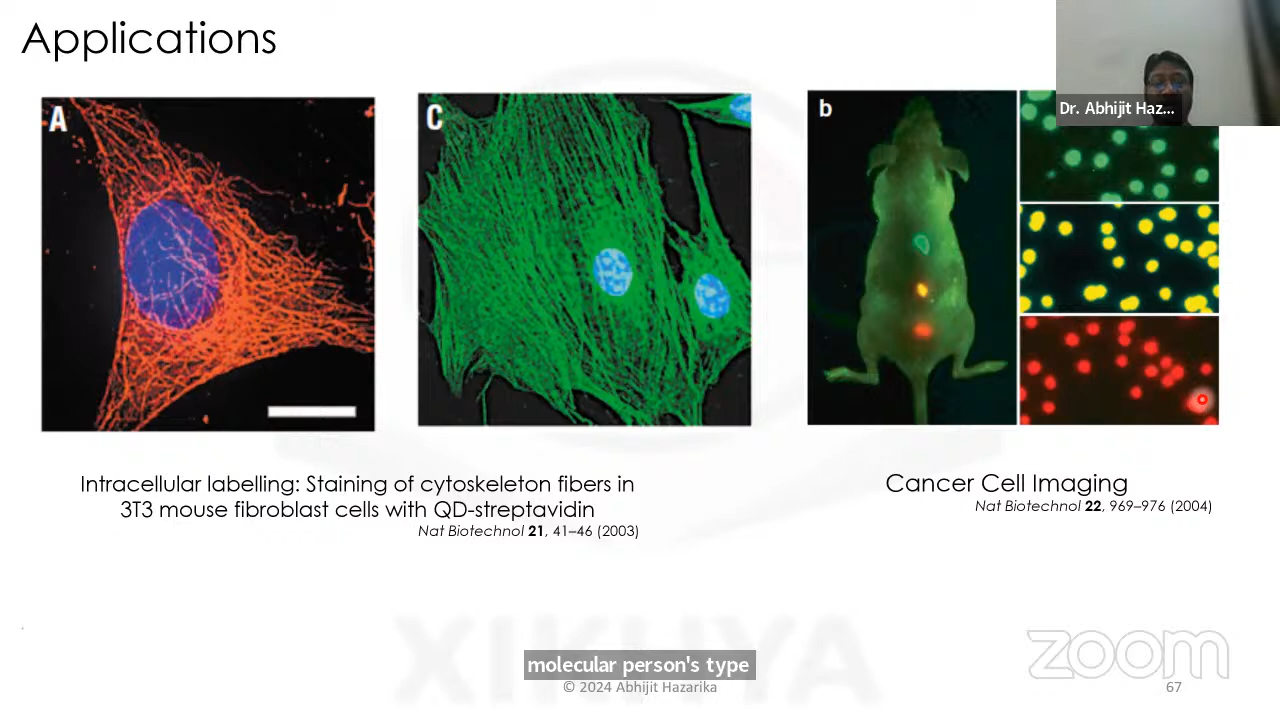 Applications
Dr. Abhijit Haz...
A
C
b
Intracellular labelling: Staining of cytoskeleton fibers in
3T3 mouse fibroblast cells with QD-streptavidin
Nat Biotechnol 21, 41–46 (2003)
Cancer Cell Imaging
Nat Biotechnol 22, 969–976 (2004)
XIKHYA
zoom
molecular person's type
© 2024 Abhijit Hazarika
67